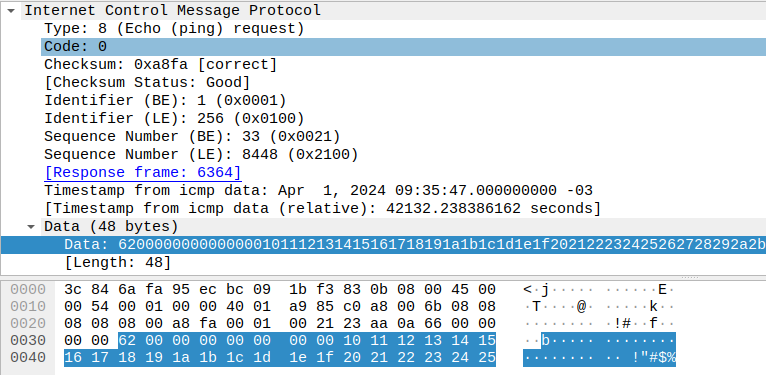 Internet Control Message Protocol
Type: 8 (Echo (ping) request)
Code: 0
Checksum: 0xa8fa [correct]
[Checksum Status: Good]
Identifier (BE): 1 (0x0001)
Identifier (LE): 256 (0x0100)
Sequence Number (BE): 33 (0x0021)
Sequence Number (LE): 8448 (0x2100)
[Response frame: 6364]
Timestamp from icmp data: Apr  1, 2024 09:35:47.000000000 -03
[Timestamp from icmp data (relative): 42132.238386162 seconds]
Data (48 bytes)
Data: 6200000000000000101112131415161718191a1b1c1d1e1f202122232425262728292a2b
[Length: 48]
0000 3c 84 6a fa 95 ec bc 09 1b f3 83 0b 08 00 45 00 <·j····· ······E·
0010 00 54 00 01 00 00 40 01 a9 85 c0 a8 00 6b 08 08 ·T····@· ·····k··
0020 08 08 08 00 a8 fa 00 01 00 21 23 aa 0a 66 00 00 ········ ·!#··f··
0030 00 00 62 00 00 00 00 00 00 00 10 11 12 13 14 15 ··b····· ········
0040 16 17 18 19 1a 1b 1c 1d 1e 1f 20 21 22 23 24 25 ········ ·· !"#$%